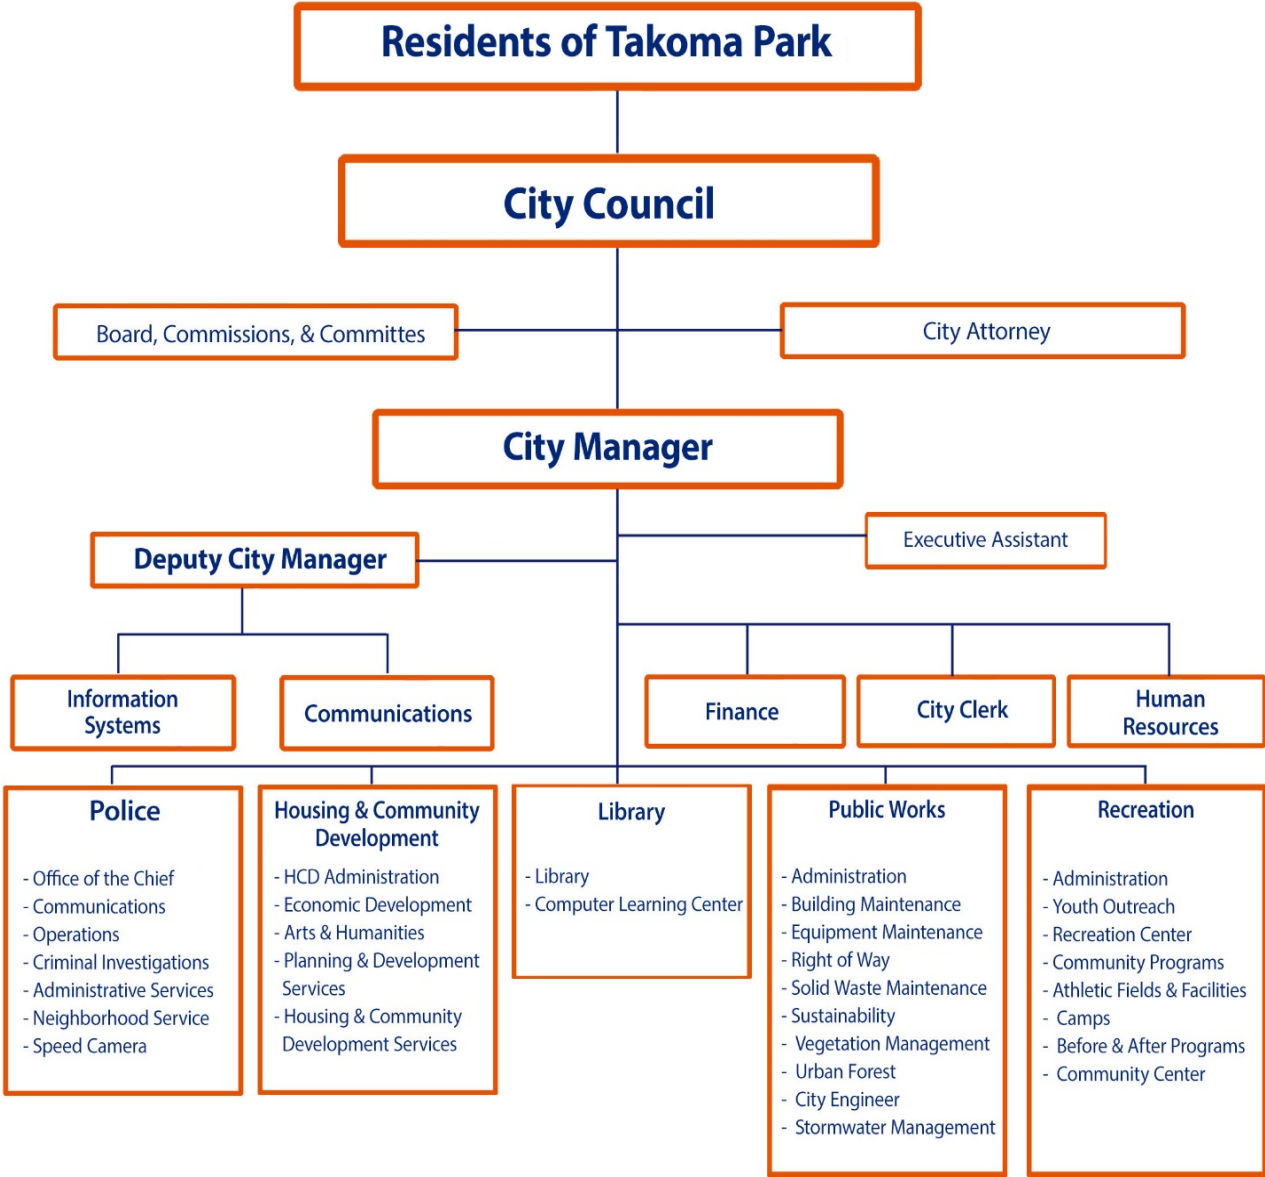 Residents of Takoma Park
City Council
Board, Commissions, & Committes
City Attorney
City Manager
Executive Assistant
Deputy City Manager
Information
Systems
Communications
Finance
City Clerk
Human
Resources
Police
- Office of the Chief
- Communications
- Operations
- Criminal Investigations
- Administrative Services
- Neighborhood Service
- Speed Camera
Housing & Community
Development
- HCD Administration
- Economic Development
- Arts & Humanities
- Planning & Development
Services
- Housing & Community
Development Services
Library
- Library
- Computer Learning Center
Public Works
- Administration
- Building Maintenance
- Equipment Maintenance
- Right of Way
- Solid Waste Maintenance
- Sustainability
- Vegetation Management
- Urban Forest
- City Engineer
- Stormwater Management
Recreation
- Administration
- Youth Outreach
- Recreation Center
- Community Programs
- Athletic Fields & Facilities
- Camps
- Before & After Programs
- Community Center